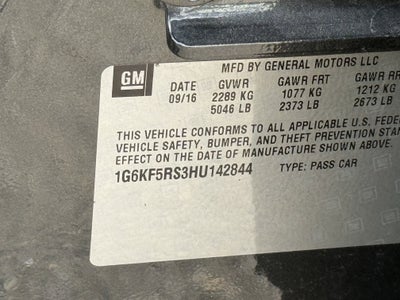 MFD BY GENERAL MOTORS LLC
GM
DATE GVWR GAWR FRT GAWR RR
09/16 2289 KG 1077 KG 1212 KG
5046 LB 2373 LB 2673 LB
THIS VEHICLE CONFORMS TO ALL APPLICABLE U.S. FEDE
VEHICLE SAFETY, BUMPER, AND THEFT PREVENTION STAN
EFFECT ON THE DATE OF MANUFACTURE SHOWN ABOVE.
1G6KF5RS3HU142844 TYPE: PASS CAR